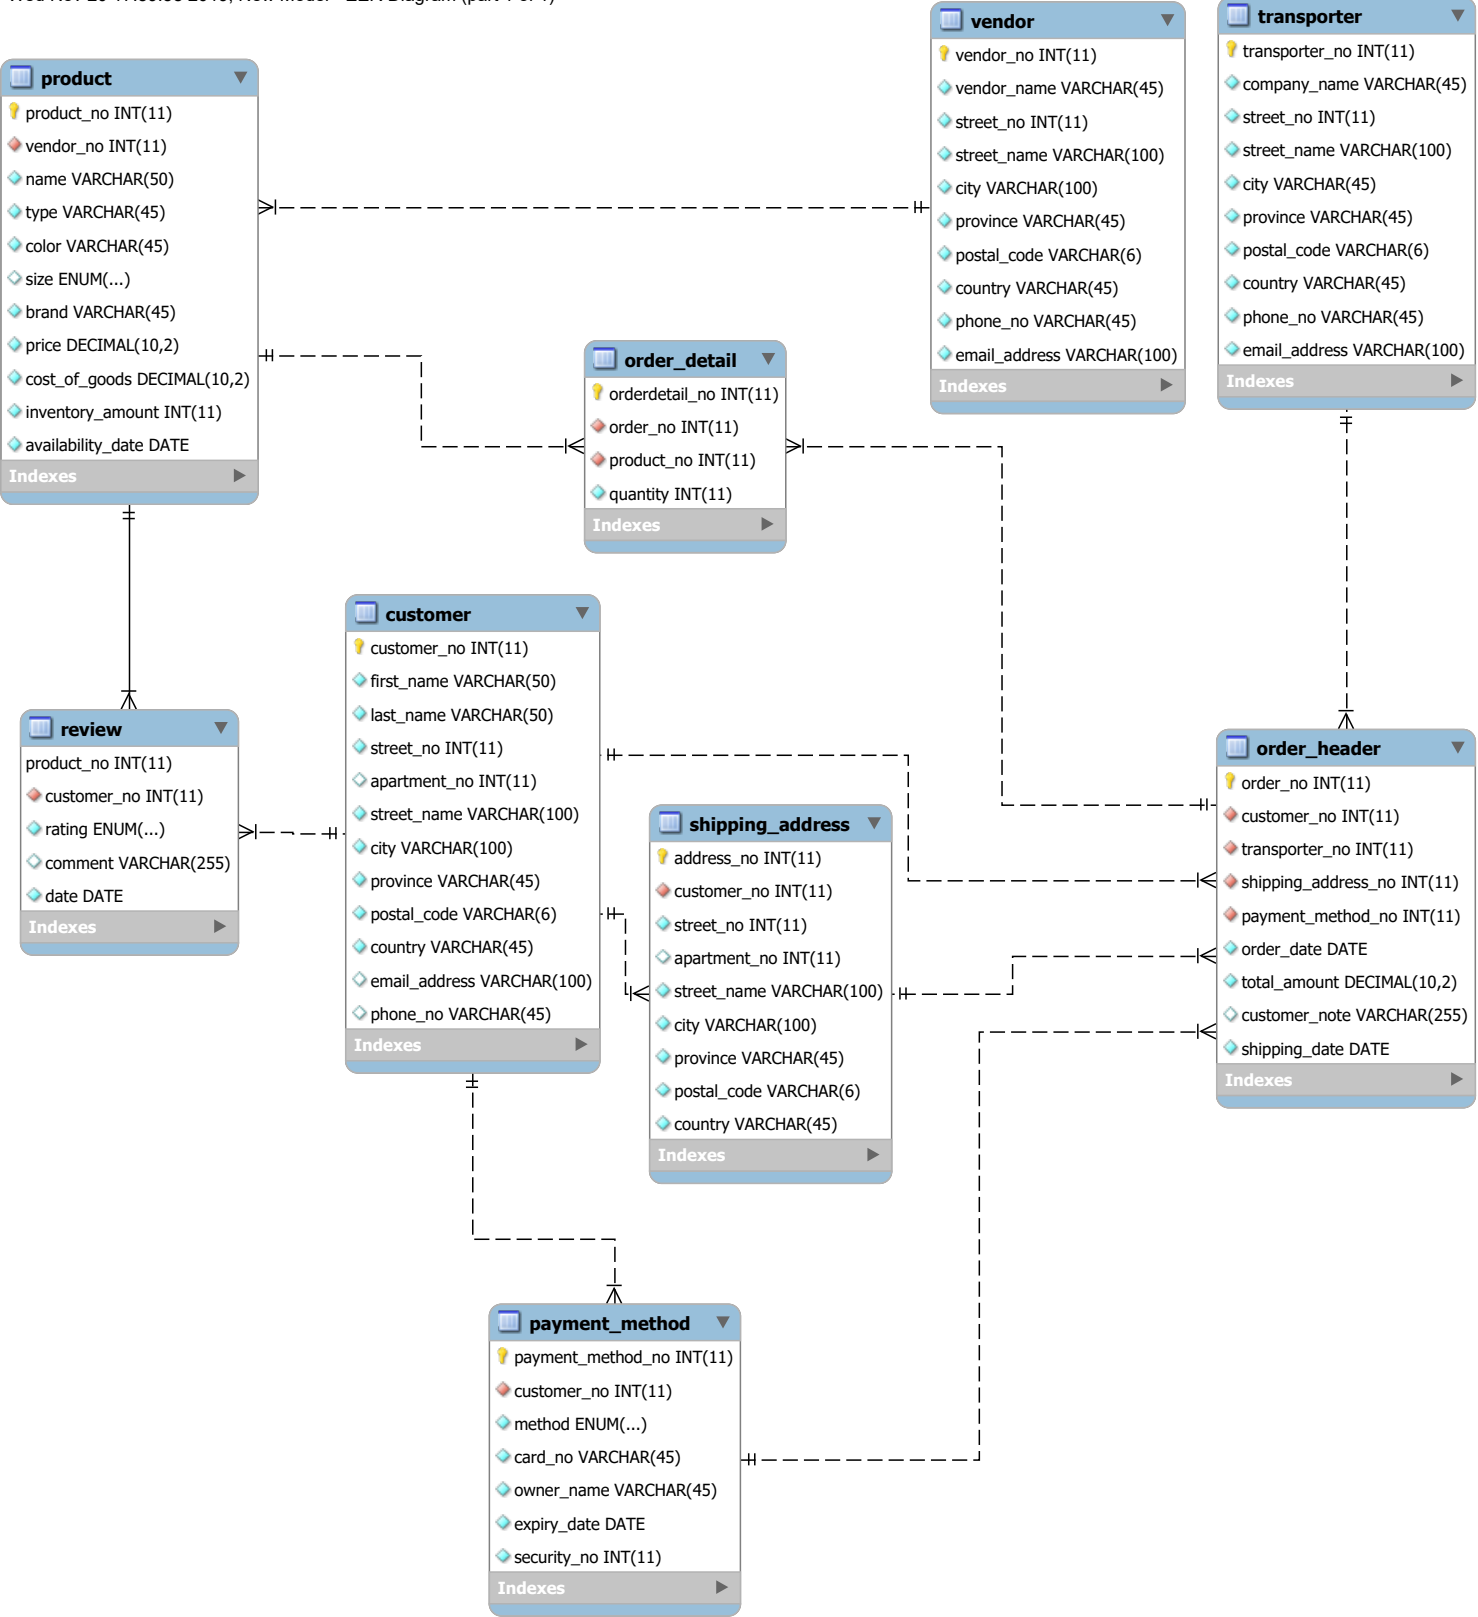 product
product_no INT(11)
vendor_no INT(11)
name VARCHAR(50)
type VARCHAR(45)
color VARCHAR(45)
size ENUM(...)
brand VARCHAR(45)
price DECIMAL(10,2)
cost_of_goods DECIMAL(10,2)
inventory_amount INT(11)
availability_date DATE
Indexes
vendor
vendor_no INT(11)
vendor_name VARCHAR(45)
street_no INT(11)
street_name VARCHAR(100)
city VARCHAR(100)
province VARCHAR(45)
postal_code VARCHAR(6)
country VARCHAR(45)
phone_no VARCHAR(45)
email_address VARCHAR(100)
Indexes
transporter
transporter_no INT(11)
company_name VARCHAR(45)
street_no INT(11)
street_name VARCHAR(100)
city VARCHAR(45)
province VARCHAR(45)
postal_code VARCHAR(6)
country VARCHAR(45)
phone_no VARCHAR(45)
email_address VARCHAR(100)
Indexes
order_detail
orderdetail_no INT(11)
order_no INT(11)
product_no INT(11)
quantity INT(11)
Indexes
review
product_no INT(11)
customer_no INT(11)
rating ENUM(...)
comment VARCHAR(255)
date DATE
Indexes
customer
customer_no INT(11)
first_name VARCHAR(50)
last_name VARCHAR(50)
street_no INT(11)
apartment_no INT(11)
street_name VARCHAR(100)
city VARCHAR(100)
province VARCHAR(45)
postal_code VARCHAR(6)
country VARCHAR(45)
email_address VARCHAR(100)
phone_no VARCHAR(45)
Indexes
shipping_address
address_no INT(11)
customer_no INT(11)
street_no INT(11)
apartment_no INT(11)
street_name VARCHAR(100)
city VARCHAR(100)
province VARCHAR(45)
postal_code VARCHAR(6)
country VARCHAR(45)
Indexes
order_header
order_no INT(11)
customer_no INT(11)
transporter_no INT(11)
shipping_address_no INT(11)
payment_method_no INT(11)
order_date DATE
total_amount DECIMAL(10,2)
customer_note VARCHAR(255)
shipping_date DATE
Indexes
payment_method
payment_method_no INT(11)
customer_no INT(11)
method ENUM(...)
card_no VARCHAR(45)
owner_name VARCHAR(45)
expiry_date DATE
security_no INT(11)
Indexes